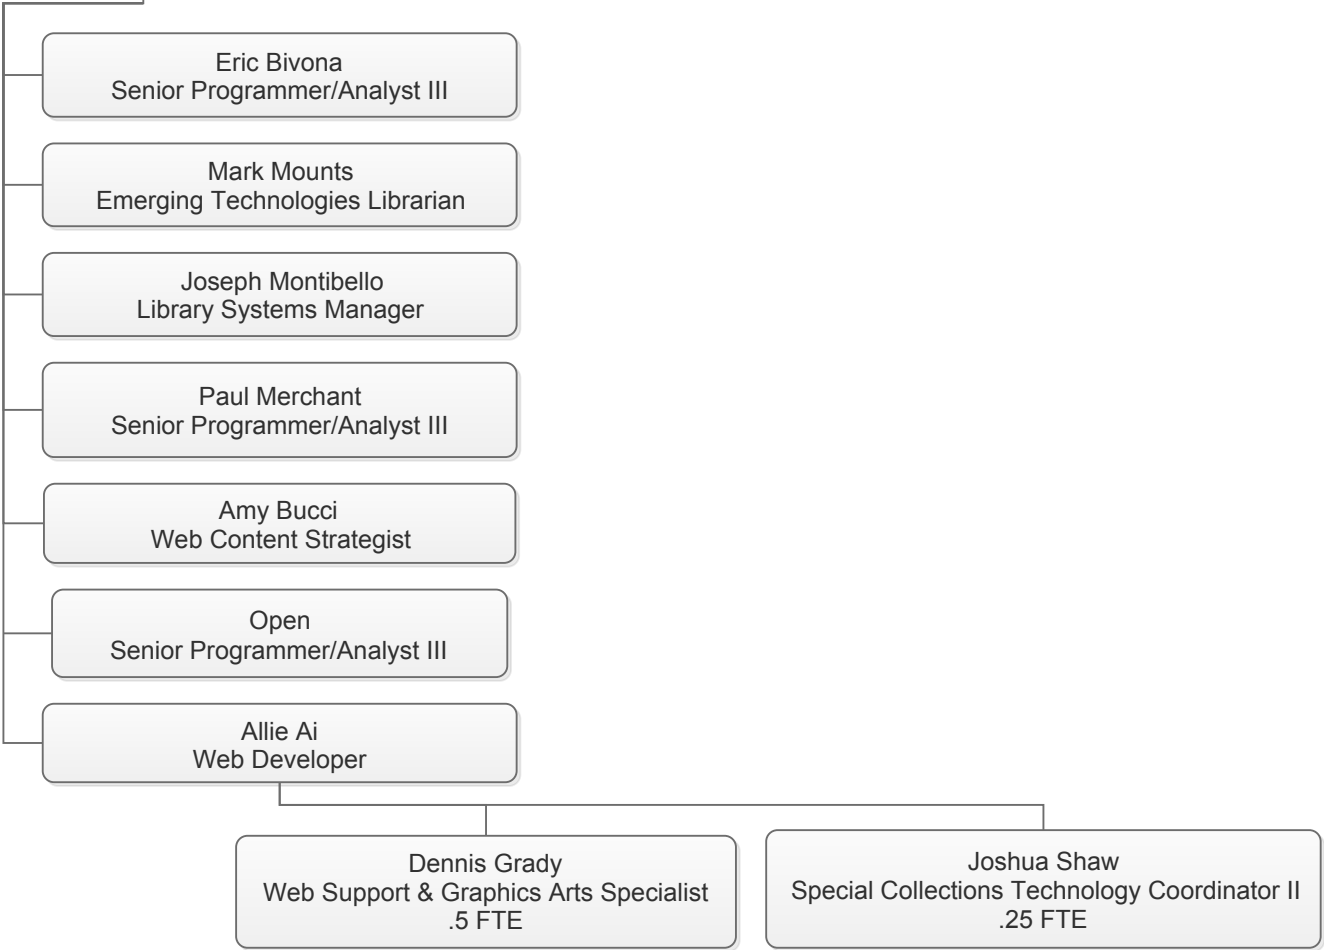 Eric Bivona
Senior Programmer/Analyst III
Mark Mounts
Emerging Technologies Librarian
Joseph Montibello
Library Systems Manager
Paul Merchant
Senior Programmer/Analyst III
Amy Bucci
Web Content Strategist
Open
Senior Programmer/Analyst III
Allie Ai
Web Developer
Dennis Grady
Web Support & Graphics Arts Specialist
.5 FTE
Joshua Shaw
Special Collections Technology Coordinator II
.25 FTE